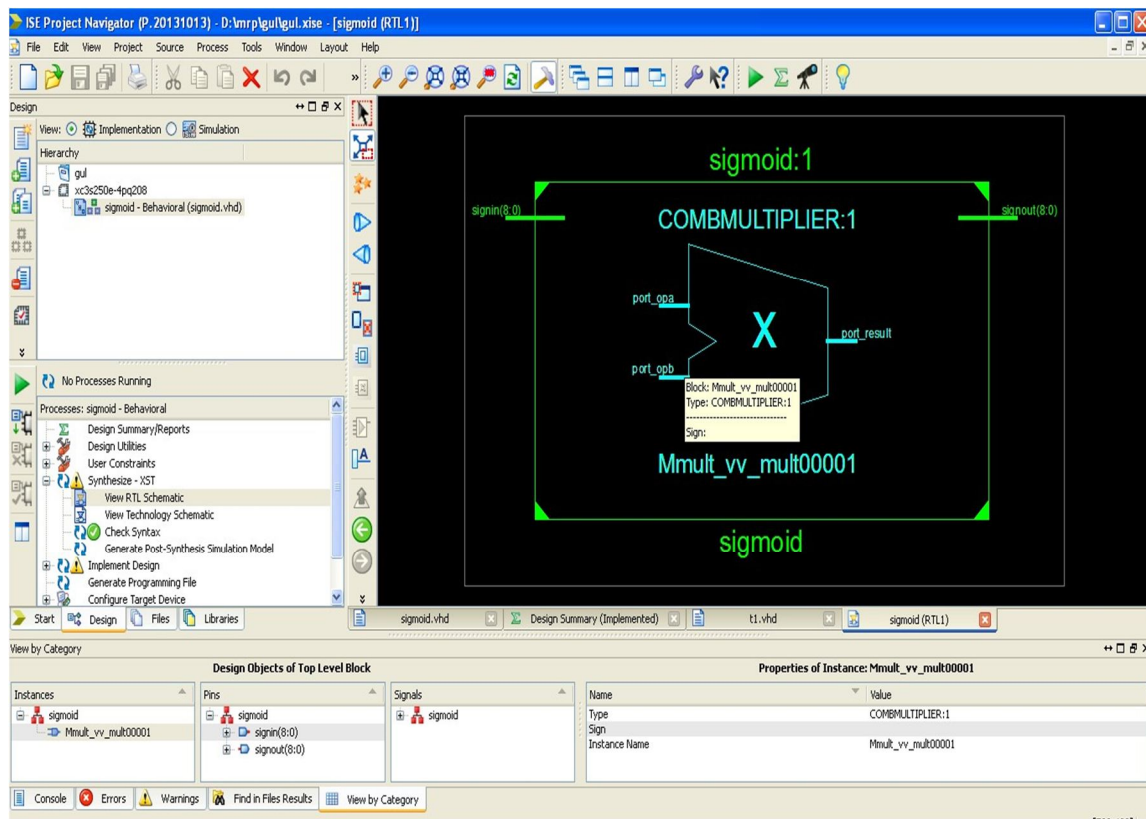 ISE Project Navigator (P.20131013) - D:\mrp\gul\gul.xise - [sigmoid (RTL1)]
File Edit View Project Source Process Tools Window Layout Help
Design
View: Implementation Simulation
Hierarchy
gul
xc3s250e-4pq208
sigmoid - Behavioral (sigmoid.vhd)
No Processes Running
Processes: sigmoid - Behavioral
Design Summary/Reports
Design Utilities
User Constraints
Synthesize - XST
View RTL Schematic
View Technology Schematic
Check Syntax
Generate Post-Synthesis Simulation Model
Implement Design
Generate Programming File
Configure Target Device
Start Design Files Libraries
sigmoid:1
signin(8:0)
signout(8:0)
COMBMULTIPLIER:1
port_opa
X
port_result
port_opb
Block: Mmult_vv_mult00001
Type: COMBMULTIPLIER:1
----------------------------
Sign:
Mmult_vv_mult00001
sigmoid
sigmoid.vhd Design Summary (Implemented) t1.vhd sigmoid (RTL1)
View by Category
Design Objects of Top Level Block
Properties of Instance: Mmult_vv_mult00001
Instances Pins Signals Name Value
sigmoid sigmoid sigmoid Type COMBMULTIPLIER:1
Mmult_vv_mult00001 signin(8:0) Sign
signout(8:0) Instance Name Mmult_vv_mult00001
Console Errors Warnings Find in Files Results View by Category